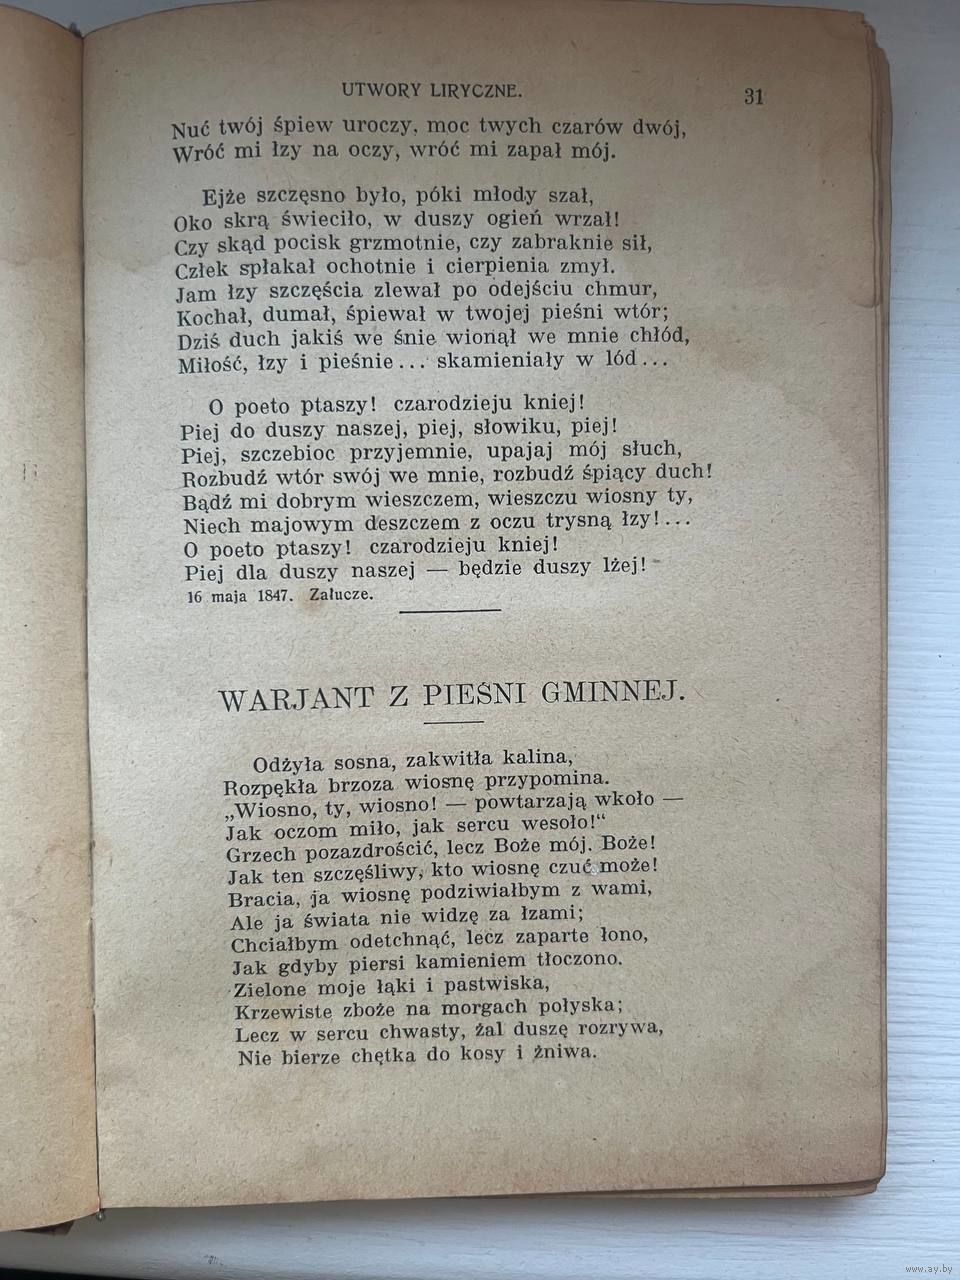 UTWORY LIRYCZNE.
31
Nuć twój śpiew uroczy, moc twych czarów dwój,
Wróć mi łzy na oczy, wróć mi zapał mój.
Ejże szczęsno było, póki młody szał,
Oko skrą świeciło, w duszy ogień wrzał!
Czy skąd pocisk grzmotnie, czy zabraknie sił,
Człek spłakał ochotnie i cierpienia zmył.
Jam łzy szczęścia zlewał po odejściu chmur,
Kochał, dumał, śpiewał w twojej pieśni wtór;
Dziś duch jakiś we śnie wionął we mnie chłód,
Miłość, łzy i pieśnie... skamieniały w lód...
O poeto ptaszy! czarodzieju kniej!
Piej do duszy naszej, piej, słowiku, piej!
Piej, szczebioc przyjemnie, upajaj mój słuch,
Rozbudź wtór swój we mnie, rozbudź śpiący duch!
Bądź mi dobrym wieszczem, wieszczu wiosny ty,
Niech majowym deszczem z oczu trysną łzy!...
O poeto ptaszy! czarodzieju kniej!
Piej dla duszy naszej — będzie duszy lżej!
16 maja 1847. Załucze.
WARJANT Z PIEŚNI GMINNEJ.
Odżyła sosna, zakwitła kalina,
Rozpękła brzoza wiosnę przypomina.
„Wiosno, ty, wiosno! — powtarzają wkoło —
Jak oczom miło, jak sercu wesoło!“
Grzech pozazdrościć, lecz Boże mój. Boże!
Jak ten szczęśliwy, kto wiosnę czuć może!
Bracia, ja wiosnę podziwiałbym z wami,
Ale ja świata nie widzę za łzami;
Chciałbym odetchnąć, lecz zaparte łono,
Jak gdyby piersi kamieniem tłoczono.
Zielone moje łąki i pastwiska,
Krzewiste zboże na morgach połyska;
Lecz w sercu chwasty, żal duszę rozrywa,
Nie bierze chętka do kosy i żniwa.
www.ay.by